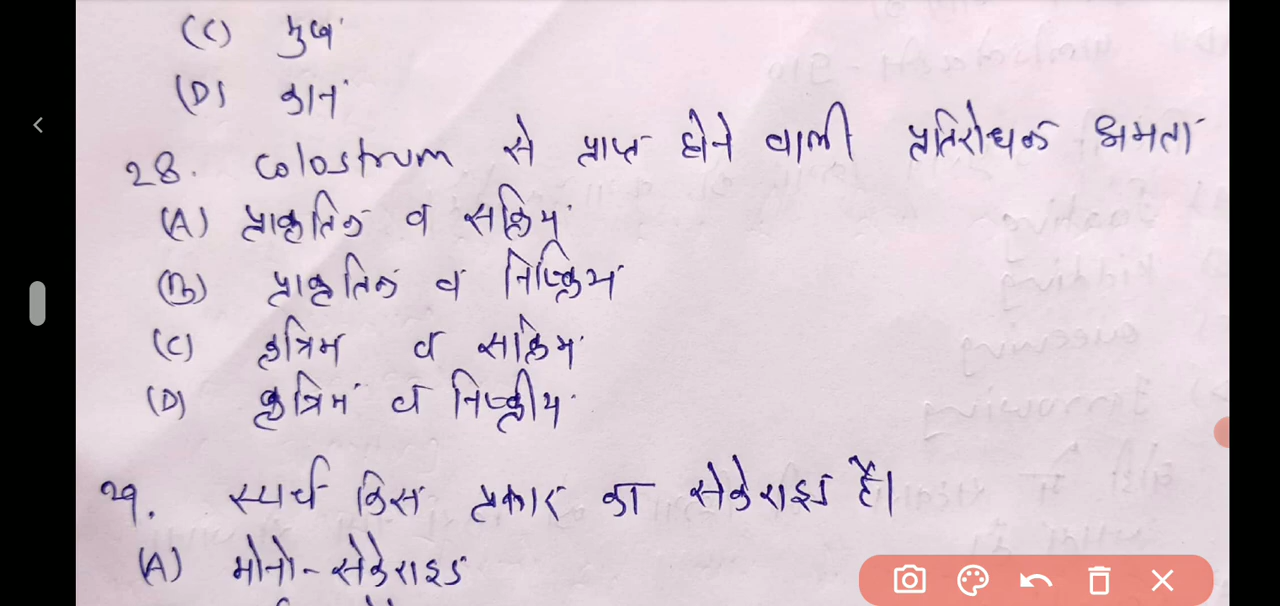 (C) मुख
(D) कान
28. Colostrum से प्राप्त होने वाली प्रतिरोधक क्षमता
(A) प्राकृतिक व सक्रिय
(B) प्राकृतिक व निष्क्रिय
(C) कृत्रिम व सक्रिय
(D) कृत्रिम व निष्क्रीय
29. स्टार्च किस प्रकार का सेकेराइड है।
(A) मोनो-सेकेराइड